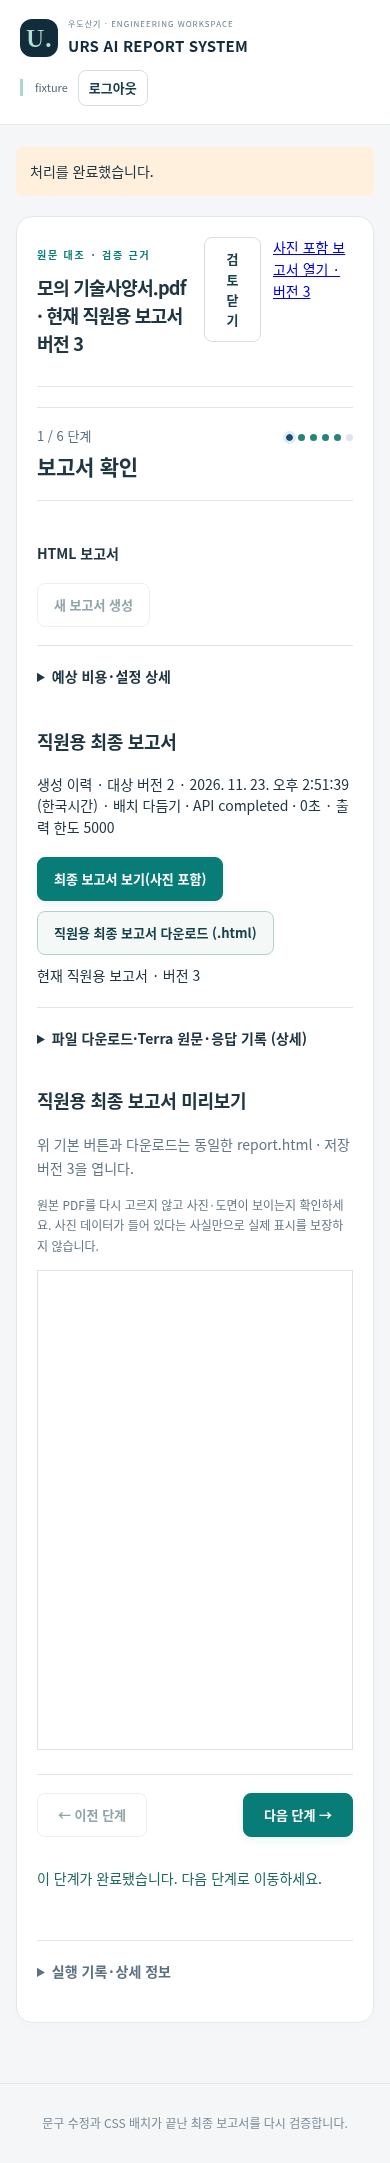 우도산기 · ENGINEERING WORKSPACE
U.
URS AI REPORT SYSTEM
fixture
로그아웃
처리를 완료했습니다.
원문 대조 · 검증 근거
모의 기술사양서.pdf
· 현재 직원용 보고서
버전 3
검
토
닫
기
사진 포함 보
고서 열기 ·
버전 3
1 / 6 단계
보고서 확인
HTML 보고서
새 보고서 생성
▶ 예상 비용·설정 상세
직원용 최종 보고서
생성 이력 · 대상 버전 2 · 2026. 11. 23. 오후 2:51:39
(한국시간) · 배치 다듬기 · API completed · 0초 · 출
력 한도 5000
최종 보고서 보기(사진 포함)
직원용 최종 보고서 다운로드 (.html)
현재 직원용 보고서 · 버전 3
▶ 파일 다운로드·Terra 원문·응답 기록 (상세)
직원용 최종 보고서 미리보기
위 기본 버튼과 다운로드는 동일한 report.html · 저장
버전 3을 엽니다.
원본 PDF를 다시 고르지 않고 사진·도면이 보이는지 확인하세
요. 사진 데이터가 들어 있다는 사실만으로 실제 표시를 보장하
지 않습니다.
← 이전 단계
다음 단계 →
이 단계가 완료됐습니다. 다음 단계로 이동하세요.
▶ 실행 기록·상세 정보
문구 수정과 CSS 배치가 끝난 최종 보고서를 다시 검증합니다.